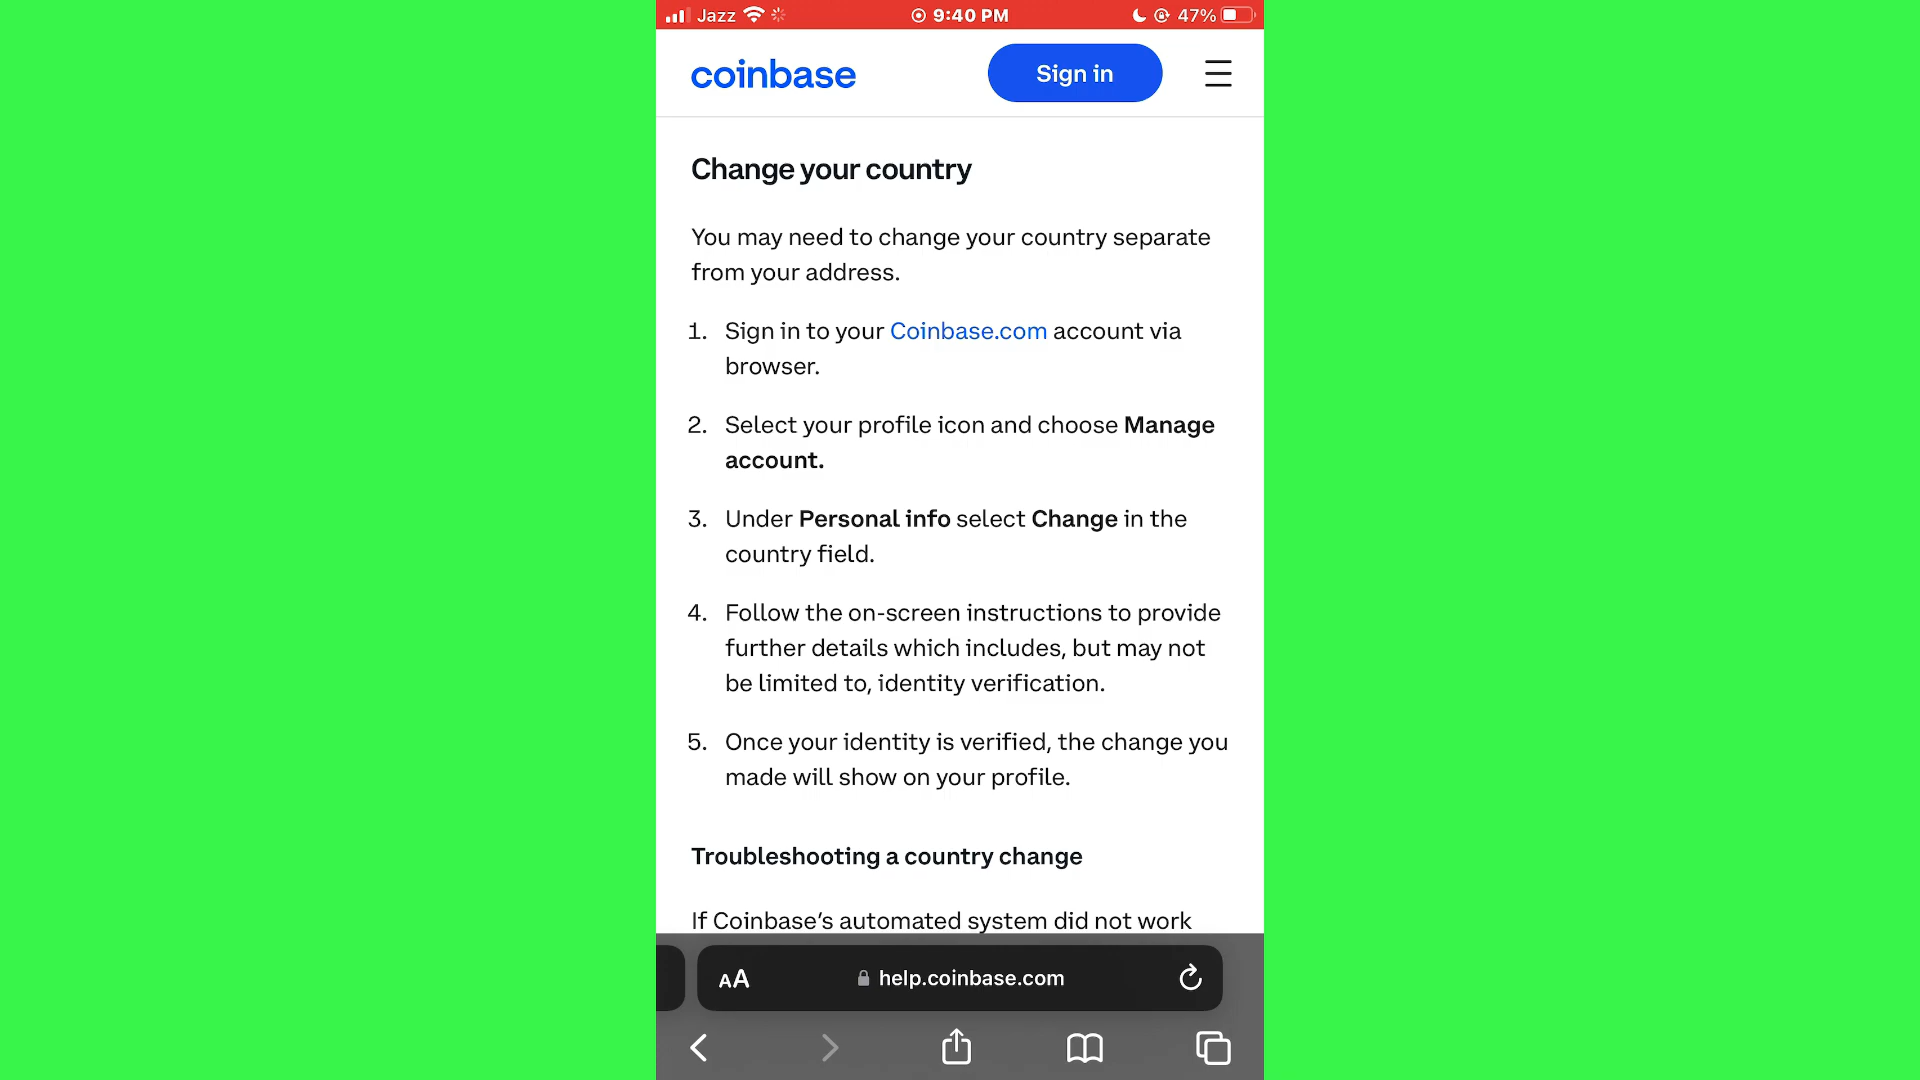 Jazz 9:40 PM 47%
coinbase Sign in
Change your country
You may need to change your country separate
from your address.
1. Sign in to your Coinbase.com account via
browser.
2. Select your profile icon and choose Manage
account.
3. Under Personal info select Change in the
country field.
4. Follow the on-screen instructions to provide
further details which includes, but may not
be limited to, identity verification.
5. Once your identity is verified, the change you
made will show on your profile.
Troubleshooting a country change
If Coinbase's automated system did not work
AA help.coinbase.com